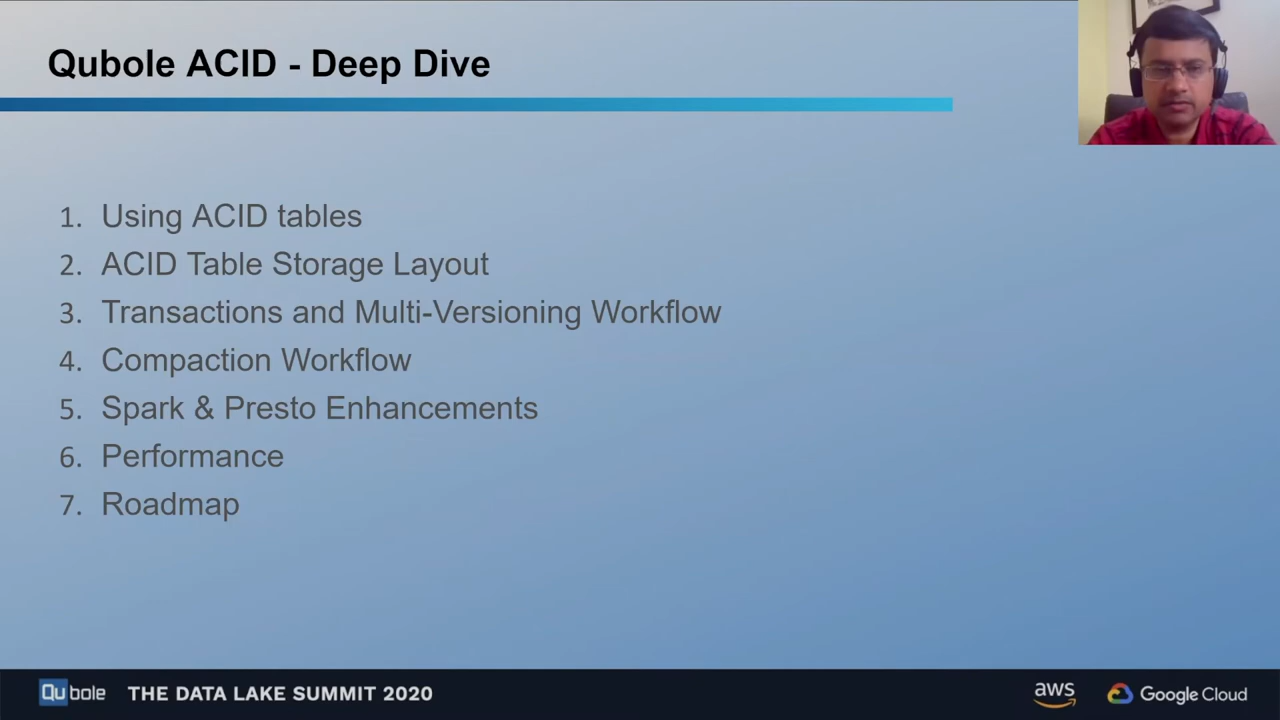 Qubole ACID - Deep Dive
1. Using ACID tables
2. ACID Table Storage Layout
3. Transactions and Multi-Versioning Workflow
4. Compaction Workflow
5. Spark & Presto Enhancements
6. Performance
7. Roadmap
Qubole THE DATA LAKE SUMMIT 2020 aws Google Cloud